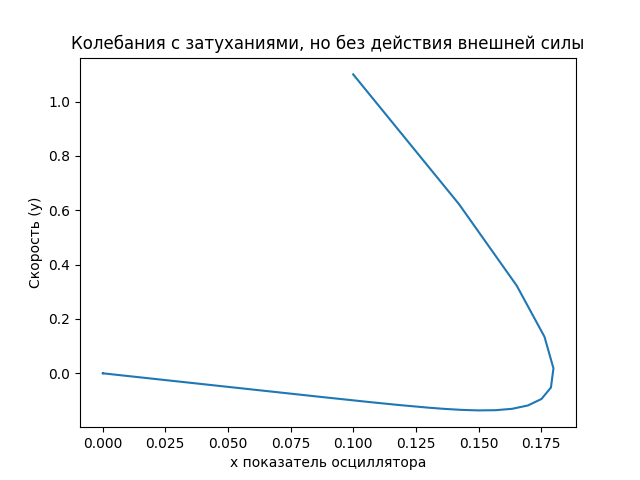 Колебания с затуханиями, но без действия внешней силы
1.0
0.8
0.6
0.4
0.2
0.0
Скорость (y)
0.000 0.025 0.050 0.075 0.100 0.125 0.150 0.175
x показатель осциллятора